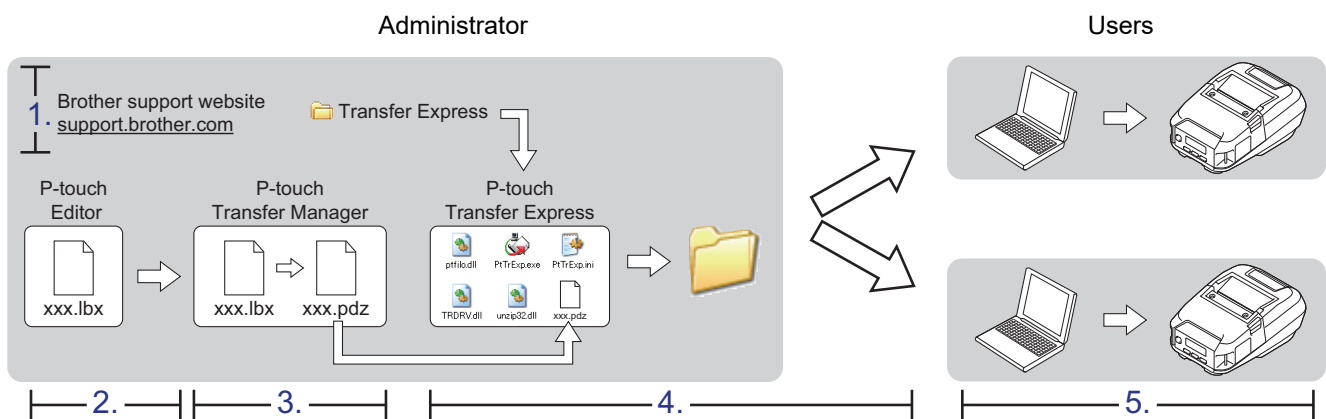 Administrator
Users
1.
Brother support website
support.brother.com
Transfer Express
P-touch
Editor
xxx.lbx
P-touch
Transfer Manager
xxx.lbx
xxx.pdz
P-touch
Transfer Express
ptfilo.dll
PtTrExp.exe
PtTrExp.ini
TRDRV.dll
unzip32.dll
xxx.pdz
2.
3.
4.
5.